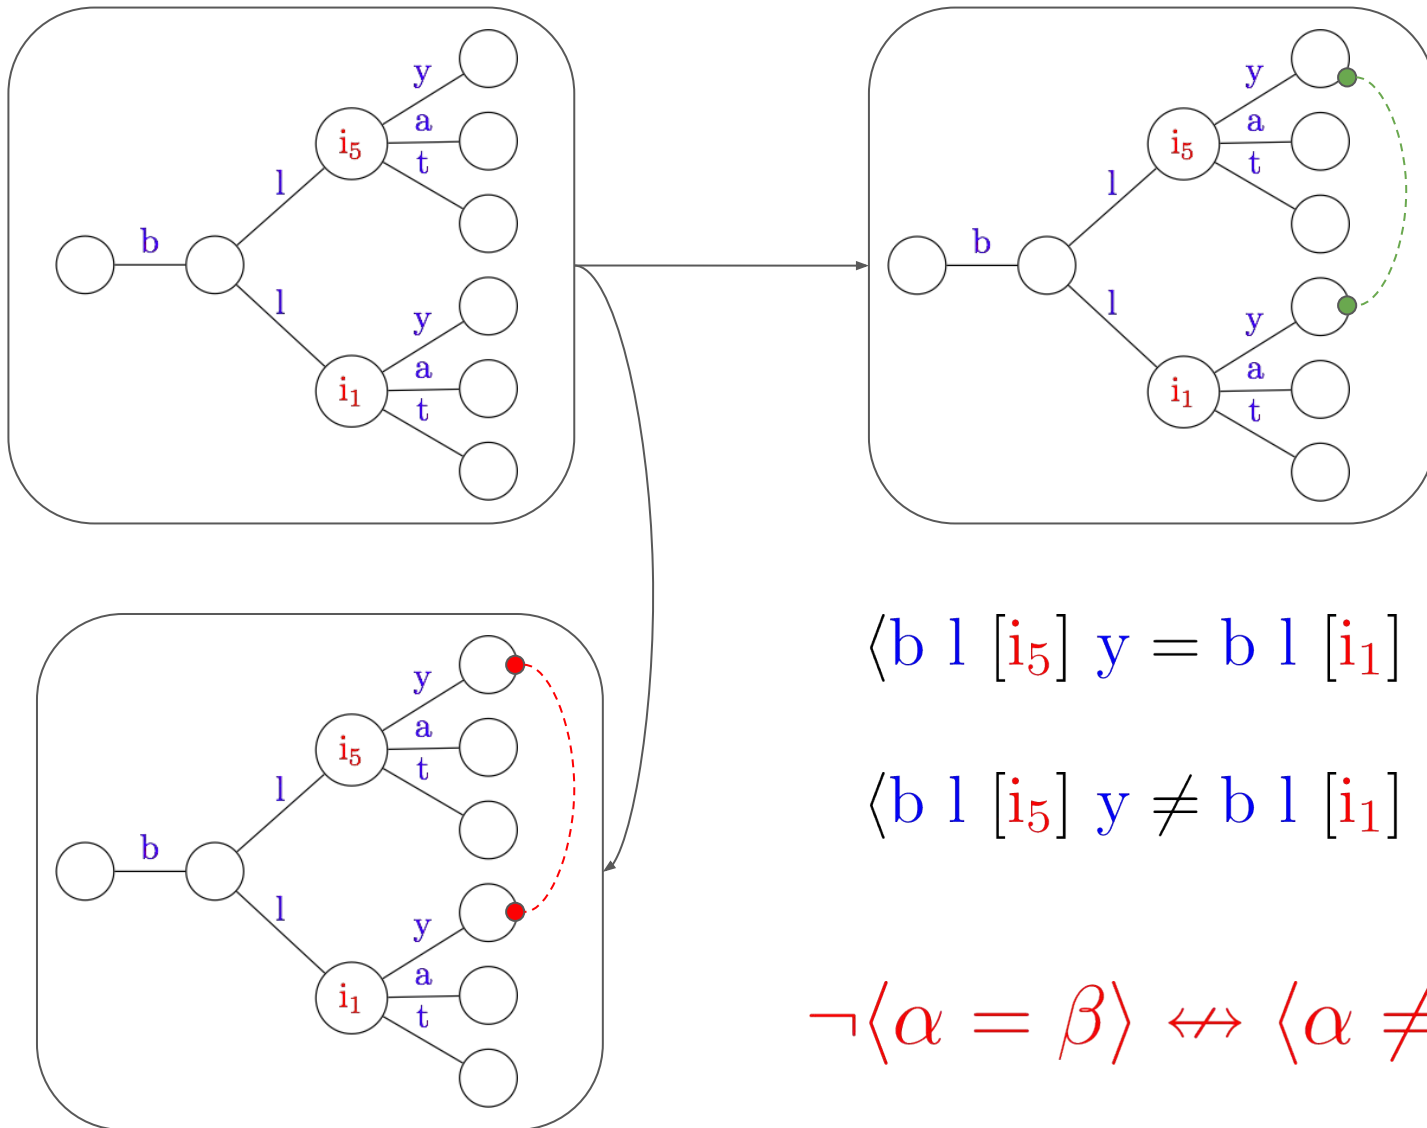 y
a
i₅
t
l
b
l
y
a
i₁
t
y
a
i₅
t
l
b
l
y
a
i₁
t
⟨b l [i₅] y = b l [i₁]
⟨b l [i₅] y ≠ b l [i₁]
y
a
i₅
t
l
b
l
y
a
i₁
t
¬⟨α = β⟩ ↮ ⟨α ≠